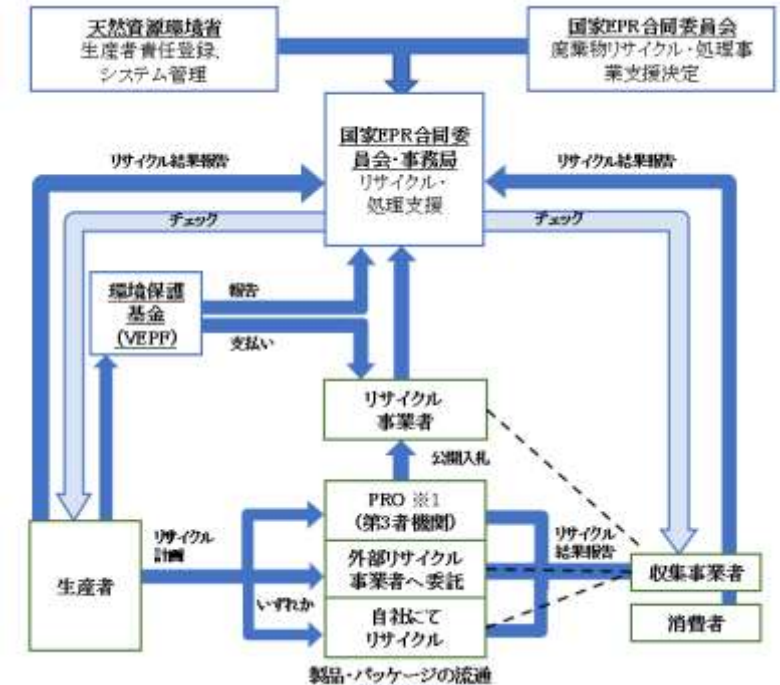 天然資源環境省
生産者責任登録、
システム管理
国家EPR合同委員会
廃棄物リサイクル・処理事
業支援決定
国家EPR合同委
員会・事務局
リサイクル・
処理支援
リサイクル結果報告
リサイクル結果報告
チェック
チェック
環境保護
基金
(VEPF)
報告
支払い
リサイクル
事業者
公開入札
PRO ※1
(第3者機関)
リサイクル
計画
いずれか
外部リサイクル
事業者へ委託
自社にて
リサイクル
リサイクル
結果報告
生産者
収集事業者
消費者
製品・パッケージの流通